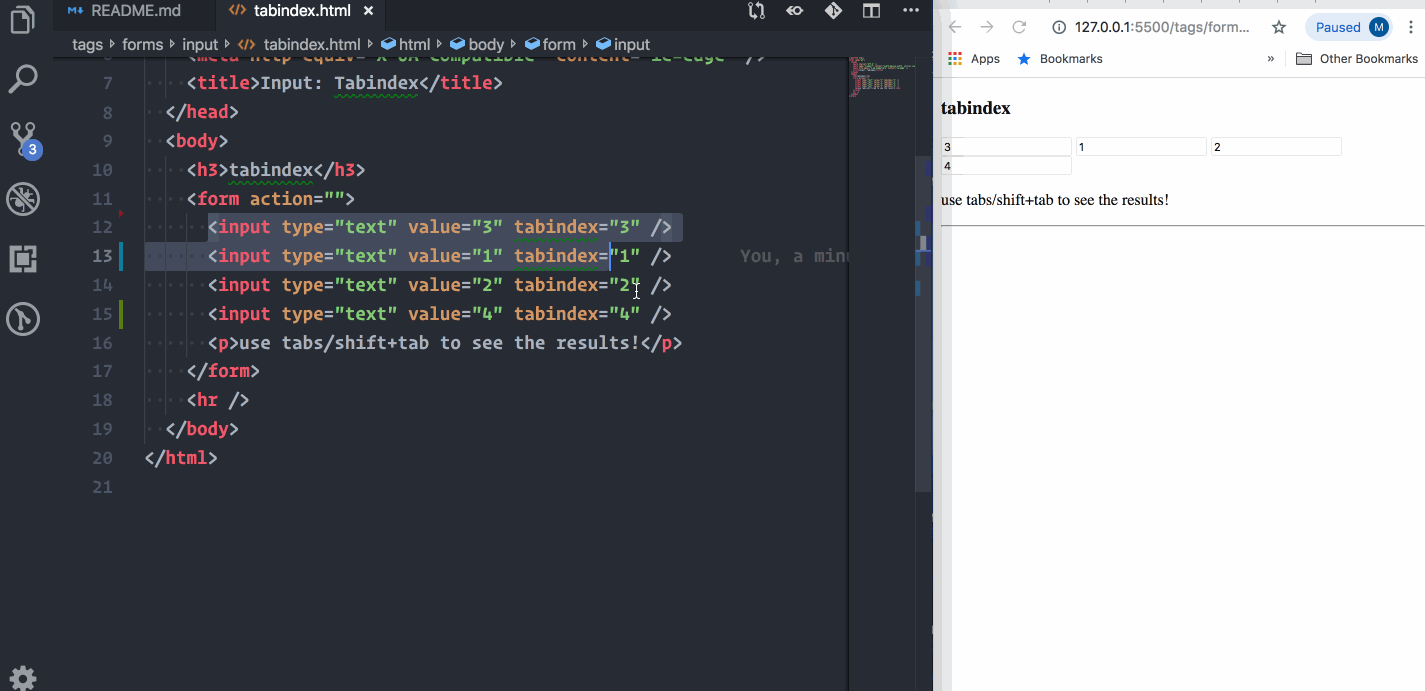 README.md
tabindex.html
tags forms input tabindex.html html body form input
7 <title>Input: Tabindex</title>
8 </head>
9 <body>
10 <h3>tabindex</h3>
11 <form action="">
12 <input type="text" value="3" tabindex="3" />
13 <input type="text" value="1" tabindex="1" /> You, a
14 <input type="text" value="2" tabindex="2" />
15 <input type="text" value="4" tabindex="4" />
16 <p>use tabs/shift+tab to see the results!</p>
17 </form>
18 <hr />
19 </body>
20 </html>
21
3
127.0.0.1:5500/tags/form...
Paused M
Apps Bookmarks » Other Bookmarks
tabindex
3 1 2
4
use tabs/shift+tab to see the results!